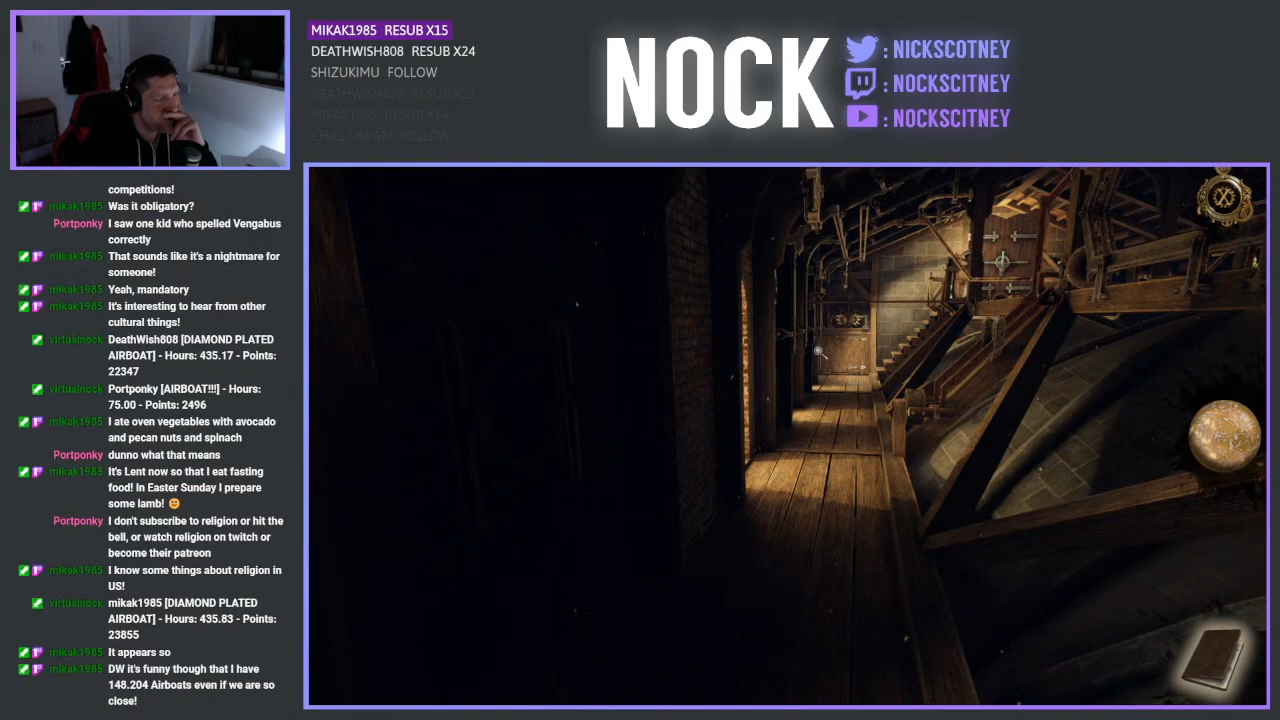 MIKAK1985 RESUB X15
DEATHWISH808 RESUB X24
SHIZUKIMU FOLLOW
DEATHWISH808 RESUB X23
MIKAK1985 RESUB X14
NOCK
: NICKSCOTNEY
: NOCKSCITNEY
: NOCKSCITNEY
competitions!
mikak1985 Was it obligatory?
Portponky I saw one kid who spelled Vengabus
correctly
mikak1985 That sounds like it's a nightmare for
someone!
mikak1985 Yeah, mandatory
mikak1985 It's interesting to hear from other
cultural things!
virtualnock DeathWish808 [DIAMOND PLATED
AIRBOAT] - Hours: 435.17 - Points:
22347
virtualnock Portponky [AIRBOAT!!!] - Hours:
75.00 - Points: 2496
mikak1985 I ate oven vegetables with avocado
and pecan nuts and spinach
Portponky dunno what that means
mikak1985 It's Lent now so that I eat fasting
food! In Easter Sunday I prepare
some lamb!
Portponky I don't subscribe to religion or hit the
bell, or watch religion on twitch or
become their patreon
mikak1985 I know some things about religion in
US!
virtualnock mikak1985 [DIAMOND PLATED
AIRBOAT] - Hours: 435.83 - Points:
23855
mikak1985 It appears so
mikak1985 DW it's funny though that I have
148.204 Airboats even if we are so
close!